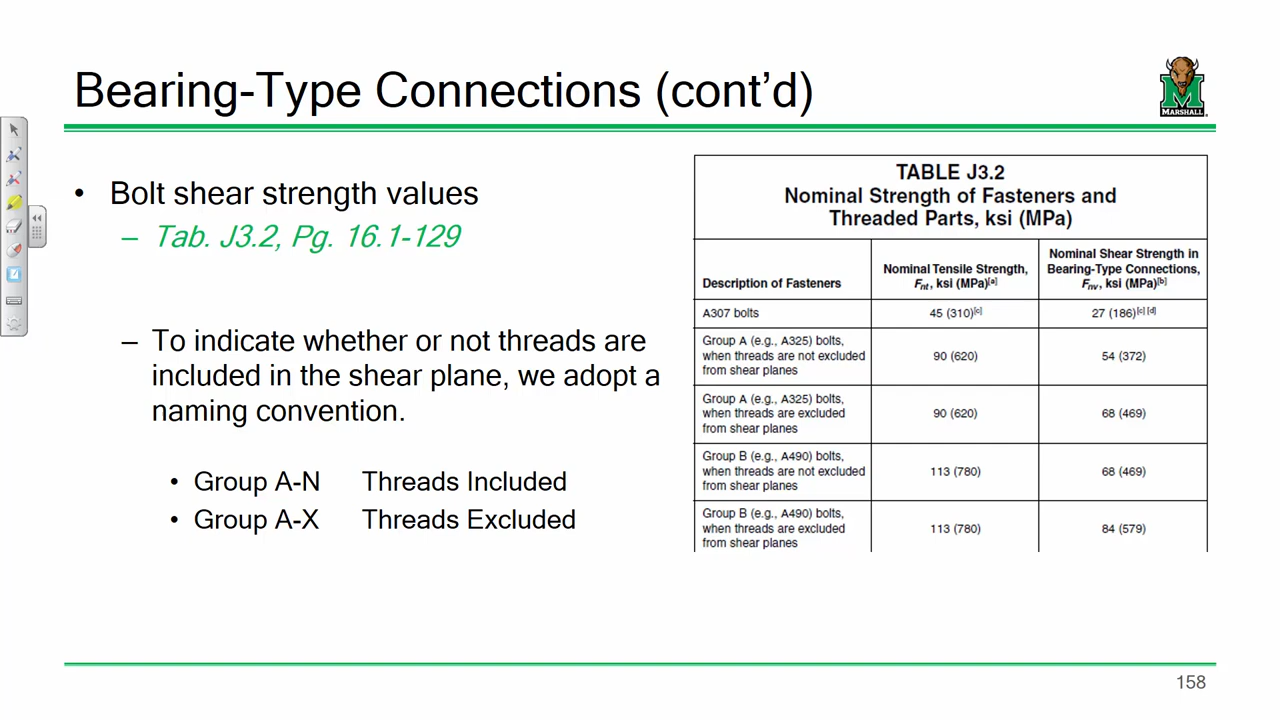 Bearing-Type Connections (cont’d)
MARSHALL
• Bolt shear strength values
– Tab. J3.2, Pg. 16.1-129
– To indicate whether or not threads are
included in the shear plane, we adopt a
naming convention.
• Group A-N Threads Included
• Group A-X Threads Excluded
TABLE J3.2
Nominal Strength of Fasteners and
Threaded Parts, ksi (MPa)
Description of Fasteners
Nominal Tensile Strength,
Fnt, ksi (MPa)[a]
Nominal Shear Strength in
Bearing-Type Connections,
Fnv, ksi (MPa)[b]
A307 bolts
45 (310)[c]
27 (186)[c] [d]
Group A (e.g., A325) bolts,
when threads are not excluded
from shear planes
90 (620)
54 (372)
Group A (e.g., A325) bolts,
when threads are excluded
from shear planes
90 (620)
68 (469)
Group B (e.g., A490) bolts,
when threads are not excluded
from shear planes
113 (780)
68 (469)
Group B (e.g., A490) bolts,
when threads are excluded
from shear planes
113 (780)
84 (579)
158